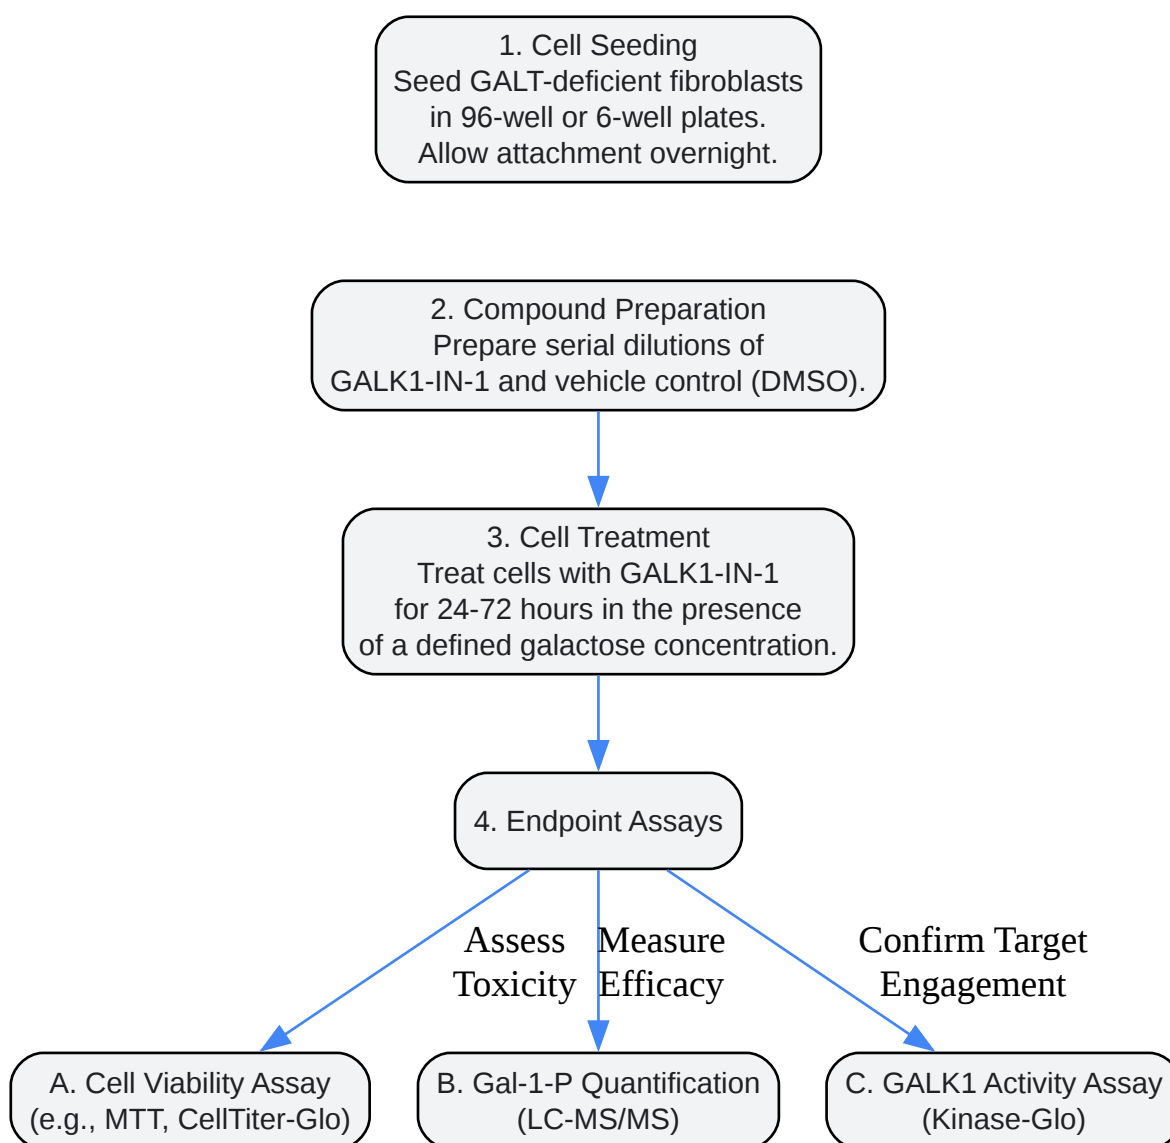 1. Cell Seeding
Seed GALT-deficient fibroblasts
in 96-well or 6-well plates.
Allow attachment overnight.
2. Compound Preparation
Prepare serial dilutions of
GALK1-IN-1 and vehicle control (DMSO).
3. Cell Treatment
Treat cells with GALK1-IN-1
for 24-72 hours in the presence
of a defined galactose concentration.
4. Endpoint Assays
Assess
Toxicity
Measure
Efficacy
Confirm Target
Engagement
A. Cell Viability Assay
(e.g., MTT, CellTiter-Glo)
B. Gal-1-P Quantification
(LC-MS/MS)
C. GALK1 Activity Assay
(Kinase-Glo)